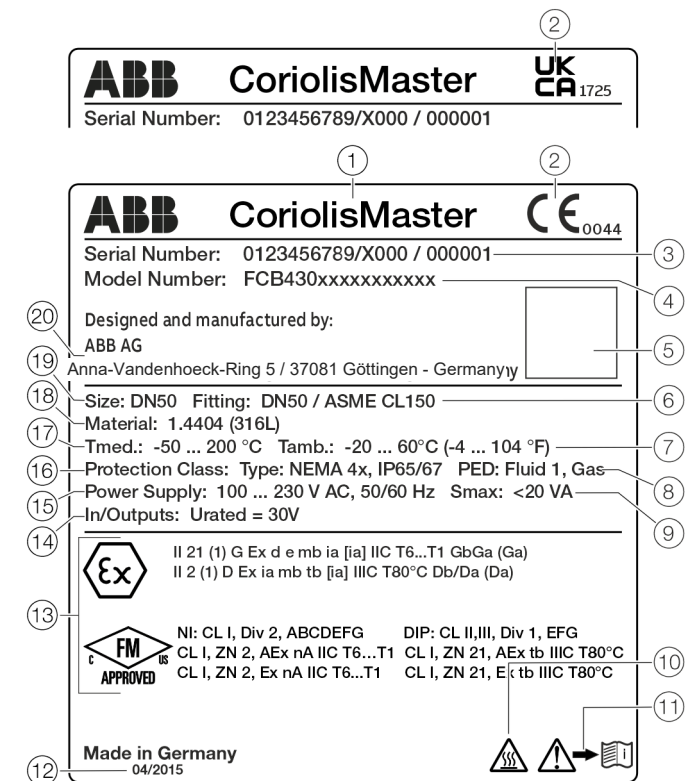 2
ABB CoriolisMaster UK CA 1725
Serial Number: 0123456789/X000 / 000001
1 2
ABB CoriolisMaster CE 0044
Serial Number: 0123456789/X000 / 000001 3
Model Number: FCB430xxxxxxxxxxx 4
Designed and manufactured by:
20 ABB AG 5
Anna-Vandenhoeck-Ring 5 / 37081 Göttingen - Germany
19 Size: DN50 Fitting: DN50 / ASME CL150 6
18 Material: 1.4404 (316L)
17 Tmed.: -50 ... 200 °C Tamb.: -20 ... 60°C (-4 ... 104 °F) 7
16 Protection Class: Type: NEMA 4x, IP65/67 PED: Fluid 1, Gas 8
15 Power Supply: 100 ... 230 V AC, 50/60 Hz Smax: <20 VA 9
14 In/Outputs: Urated = 30V
Ex II 21 (1) G Ex d e mb ia [ia] IIC T6...T1 GbGa (Ga)
II 2 (1) D Ex ia mb tb [ia] IIIC T80°C Db/Da (Da)
13
NI: CL I, Div 2, ABCDEFG DIP: CL II,III, Div 1, EFG
C FM US CL I, ZN 2, AEx nA IIC T6...T1 CL I, ZN 21, AEx tb IIIC T80°C 10
APPROVED CL I, ZN 2, Ex nA IIC T6...T1 CL I, ZN 21, Ex tb IIIC T80°C
11
Made in Germany i
12 04/2015